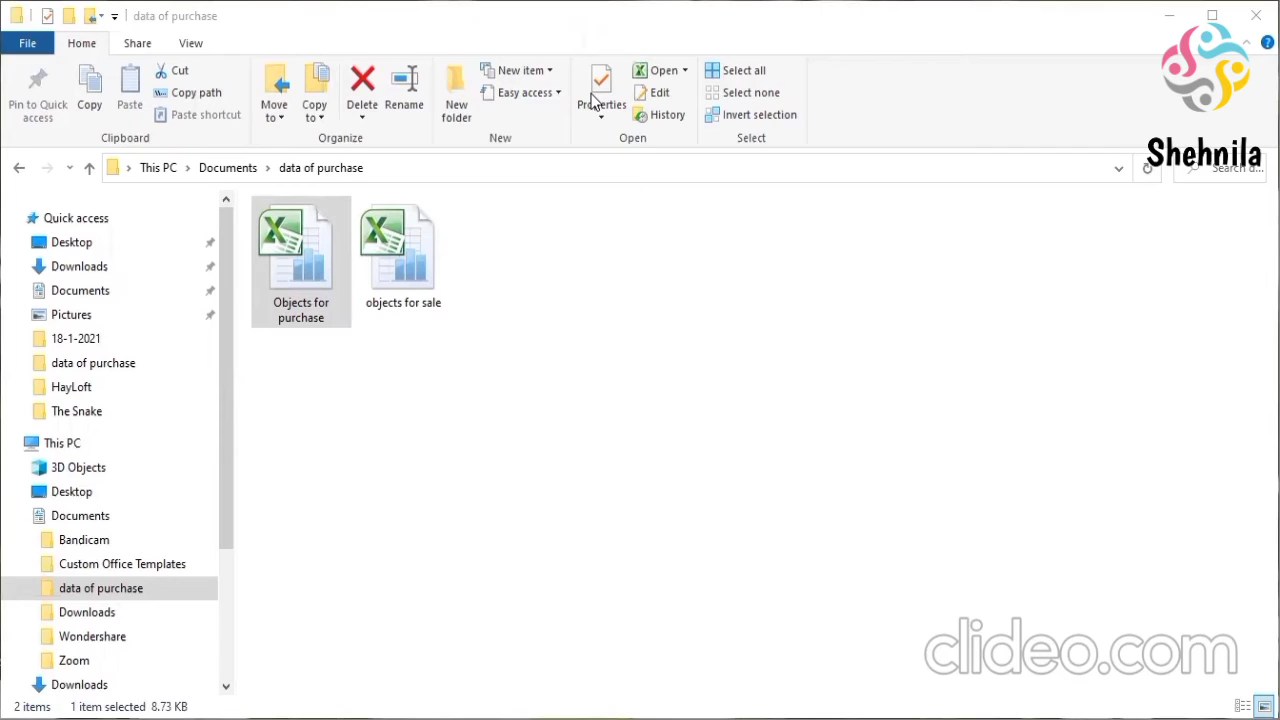 data of purchase
File Home Share View
Pin to Quick access
Copy
Paste
Cut
Copy path
Paste shortcut
Clipboard
Move to
Copy to
Delete
Rename
Organize
New folder
New item
Easy access
New
Properties
Open
Edit
History
Open
Select all
Select none
Invert selection
Select
Shehnila
This PC Documents data of purchase
Search d...
Quick access
Desktop
Downloads
Documents
Pictures
18-1-2021
data of purchase
HayLoft
The Snake
This PC
3D Objects
Desktop
Documents
Bandicam
Custom Office Templates
data of purchase
Downloads
Wondershare
Zoom
Downloads
Objects for
purchase
objects for sale
clideo.com
2 items 1 item selected 8.73 KB